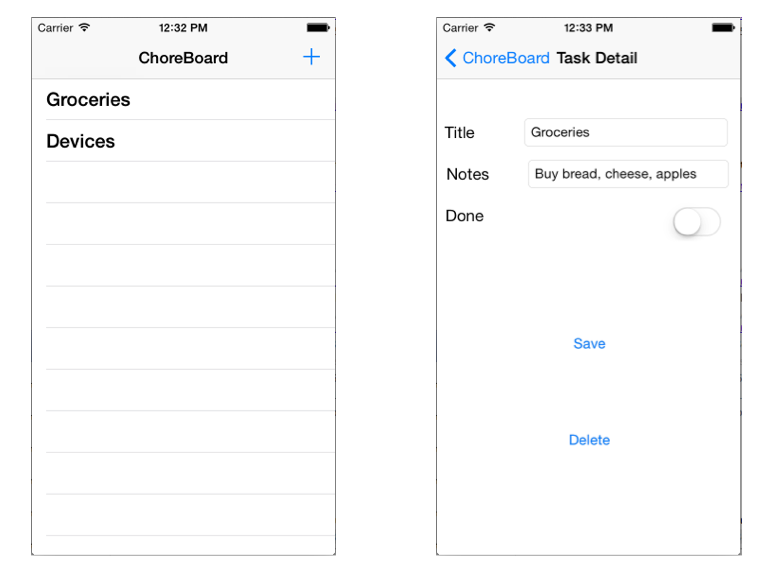 Carrier 12:32 PM
ChoreBoard +
Groceries
Devices
Carrier 12:33 PM
ChoreBoard Task Detail
Title Groceries
Notes Buy bread, cheese, apples
Done
Save
Delete